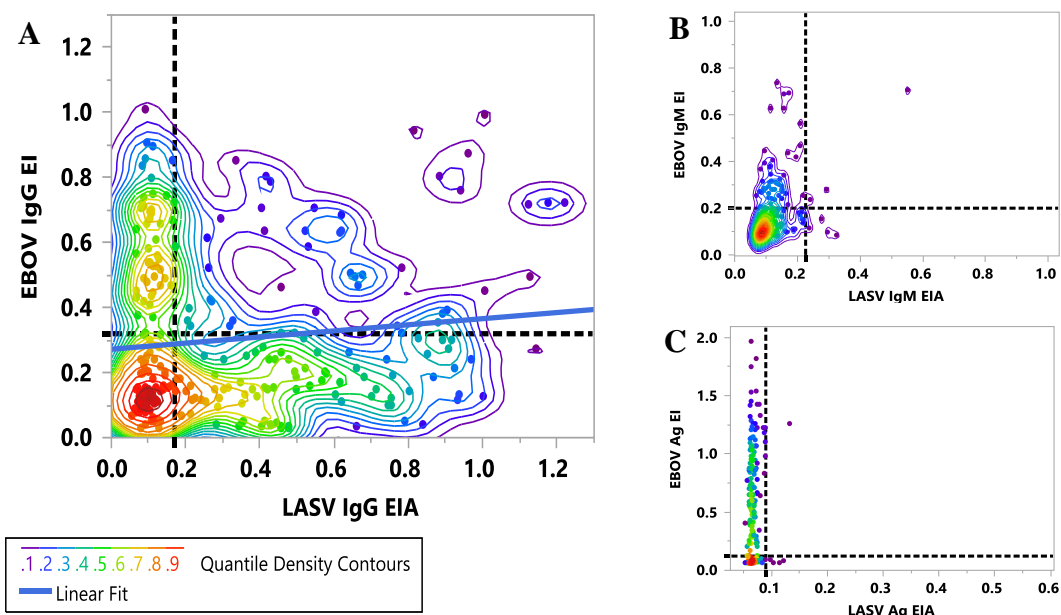 A
EBOV IgG EI
1.2
1.0
0.8
0.6
0.4
0.2
0.0
0.0 0.2 0.4 0.6 0.8 1.0 1.2
LASV IgG EIA
.1 .2 .3 .4 .5 .6 .7 .8 .9 Quantile Density Contours
Linear Fit
B
EBOV IgM EI
1.0
0.8
0.6
0.4
0.2
0.0
0.0 0.2 0.4 0.6 0.8 1.0
LASV IgM EIA
C
EBOV Ag EI
2.0
1.5
1.0
0.5
0.0
0.1 0.2 0.3 0.4 0.5 0.6
LASV Ag EIA